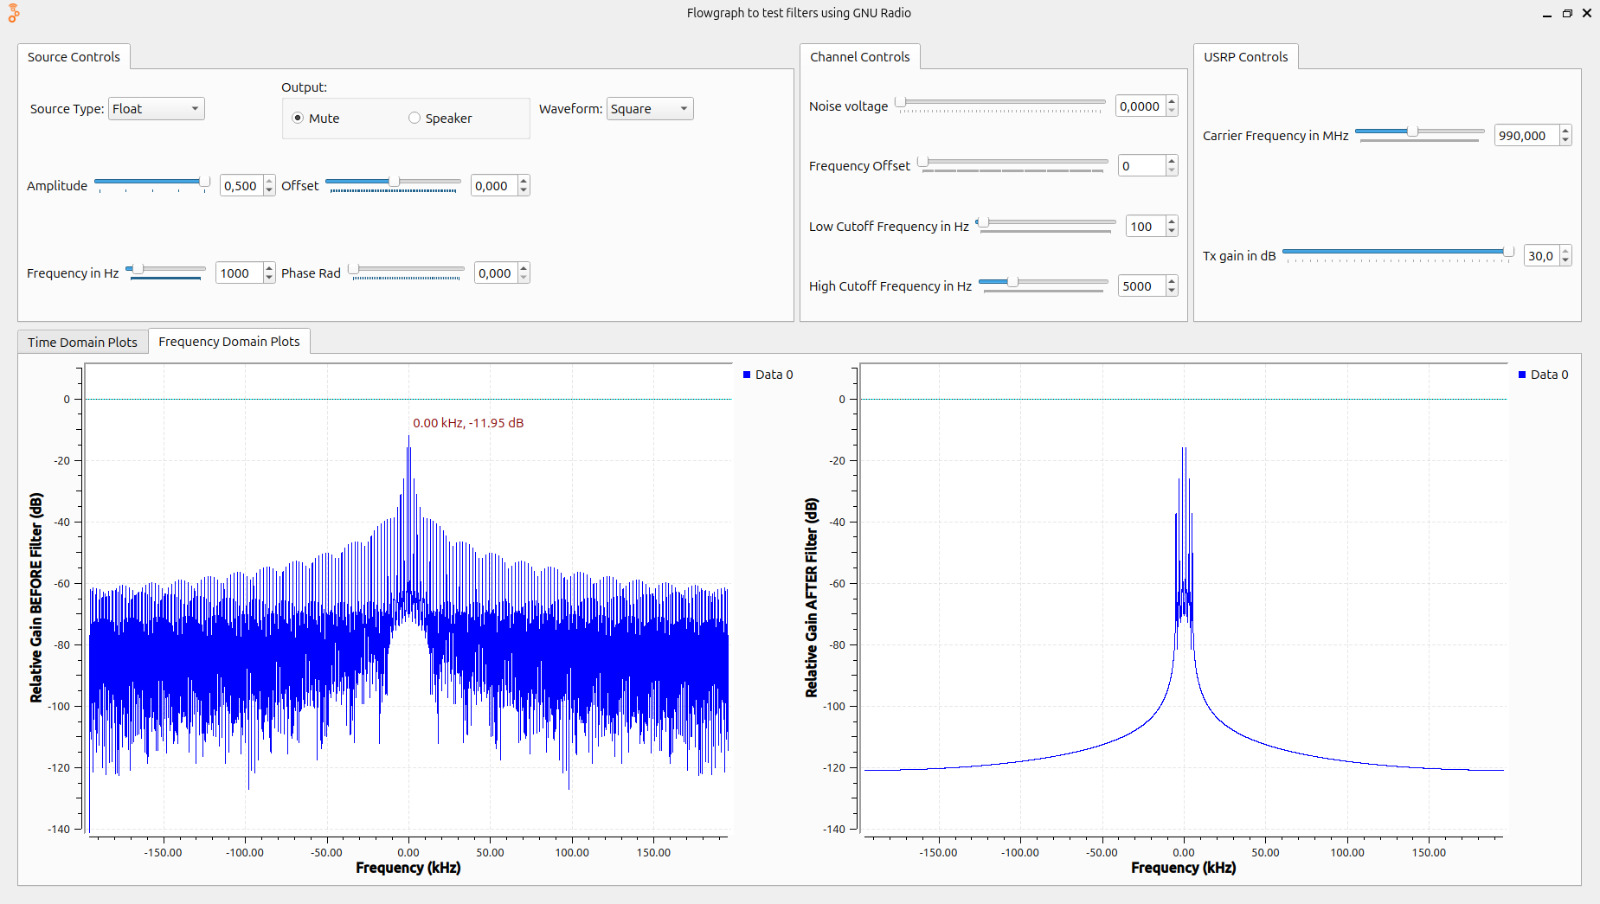 Flowgraph to test filters using GNU Radio
Source Controls
Source Type: Float
Output:
Mute
Speaker
Waveform: Square
Amplitude 0,500
Offset 0,000
Frequency in Hz 1000
Phase Rad 0,000
Channel Controls
Noise voltage 0,0000
Frequency Offset 0
Low Cutoff Frequency in Hz 100
High Cutoff Frequency in Hz 5000
USRP Controls
Carrier Frequency in MHz 990,000
Tx gain in dB 30,0
Time Domain Plots
Frequency Domain Plots
Relative Gain BEFORE Filter (dB)
0
-20
-40
-60
-80
-100
-120
-140
0.00 kHz, -11.95 dB
Data 0
-150.00 -100.00 -50.00 0.00 50.00 100.00 150.00
Frequency (kHz)
Relative Gain AFTER Filter (dB)
0
-20
-40
-60
-80
-100
-120
-140
Data 0
-150.00 -100.00 -50.00 0.00 50.00 100.00 150.00
Frequency (kHz)